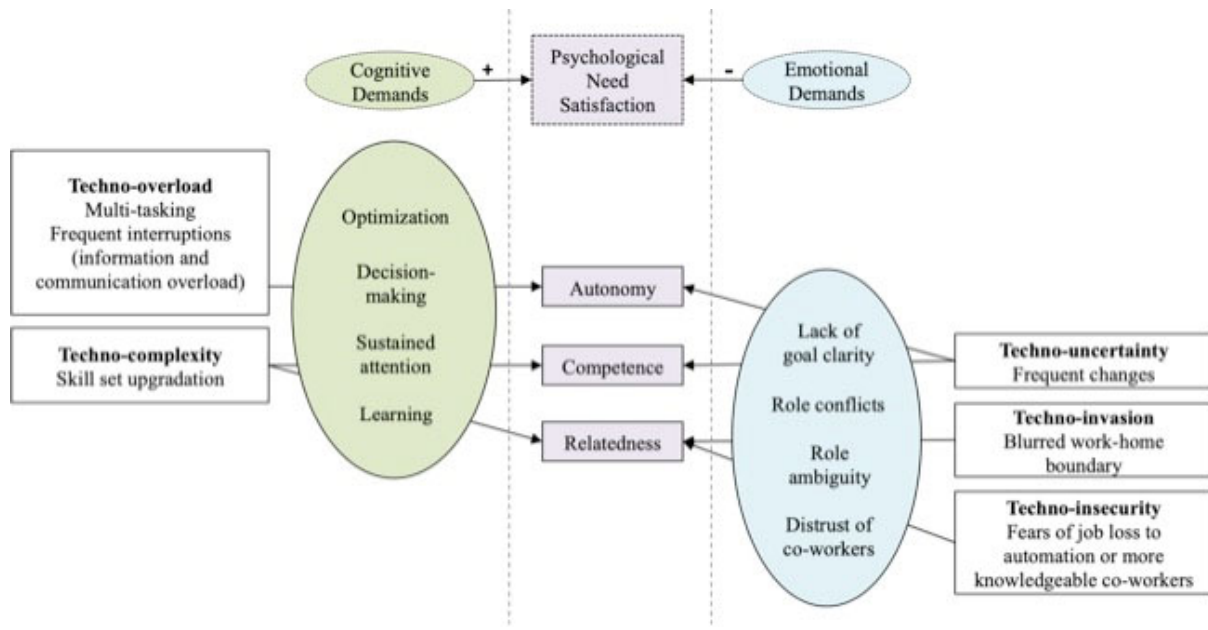 Cognitive
Demands
+
Psychological
Need
Satisfaction
-
Emotional
Demands
Techno-overload
Multi-tasking
Frequent interruptions
(information and
communication overload)
Techno-complexity
Skill set upgradation
Optimization
Decision-
making
Sustained
attention
Learning
Autonomy
Competence
Relatedness
Lack of
goal clarity
Role conflicts
Role
ambiguity
Distrust of
co-workers
Techno-uncertainty
Frequent changes
Techno-invasion
Blurred work-home
boundary
Techno-insecurity
Fears of job loss to
automation or more
knowledgeable co-workers